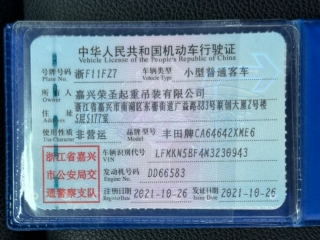 中华人民共和国机动车行驶证
Vehicle License of the People's Republic of China
号牌号码 浙F11FZ7 车辆类型 小型普通客车
Plate No. Vehicle Type
所有人 嘉兴荣圣起重吊装有限公司
Owner
住址 浙江省嘉兴市南湖区东栅街道广益路883号联创大厦2号楼
Address 5层517室
使用性质 非营运 品牌型号 丰田牌CA64642XME6
Use Character Model
浙江省嘉兴 车辆识别代号 LFMKN5BF4M3230943
VIN
市公安局交 发动机号码 DD66583
Engine No.
通警察支队 注册日期 2021-10-26 发证日期 2021-10-26
Register Date Issue Date